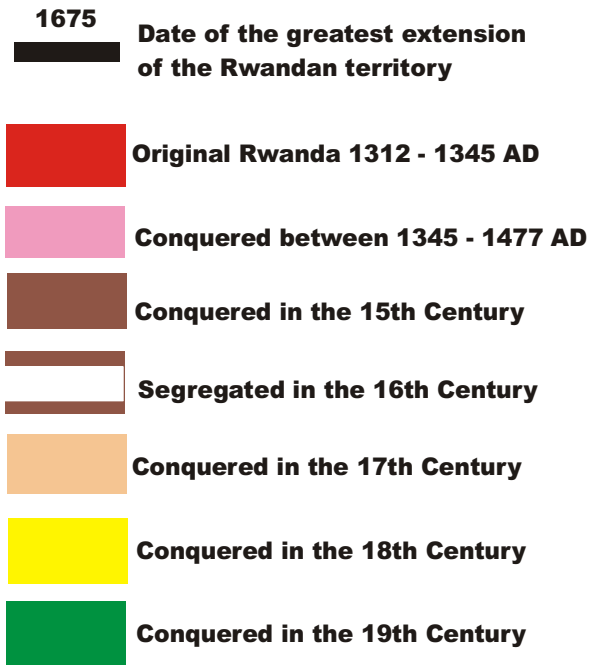 1675
Date of the greatest extension
of the Rwandan territory
Original Rwanda 1312 - 1345 AD
Conquered between 1345 - 1477 AD
Conquered in the 15th Century
Segregated in the 16th Century
Conquered in the 17th Century
Conquered in the 18th Century
Conquered in the 19th Century